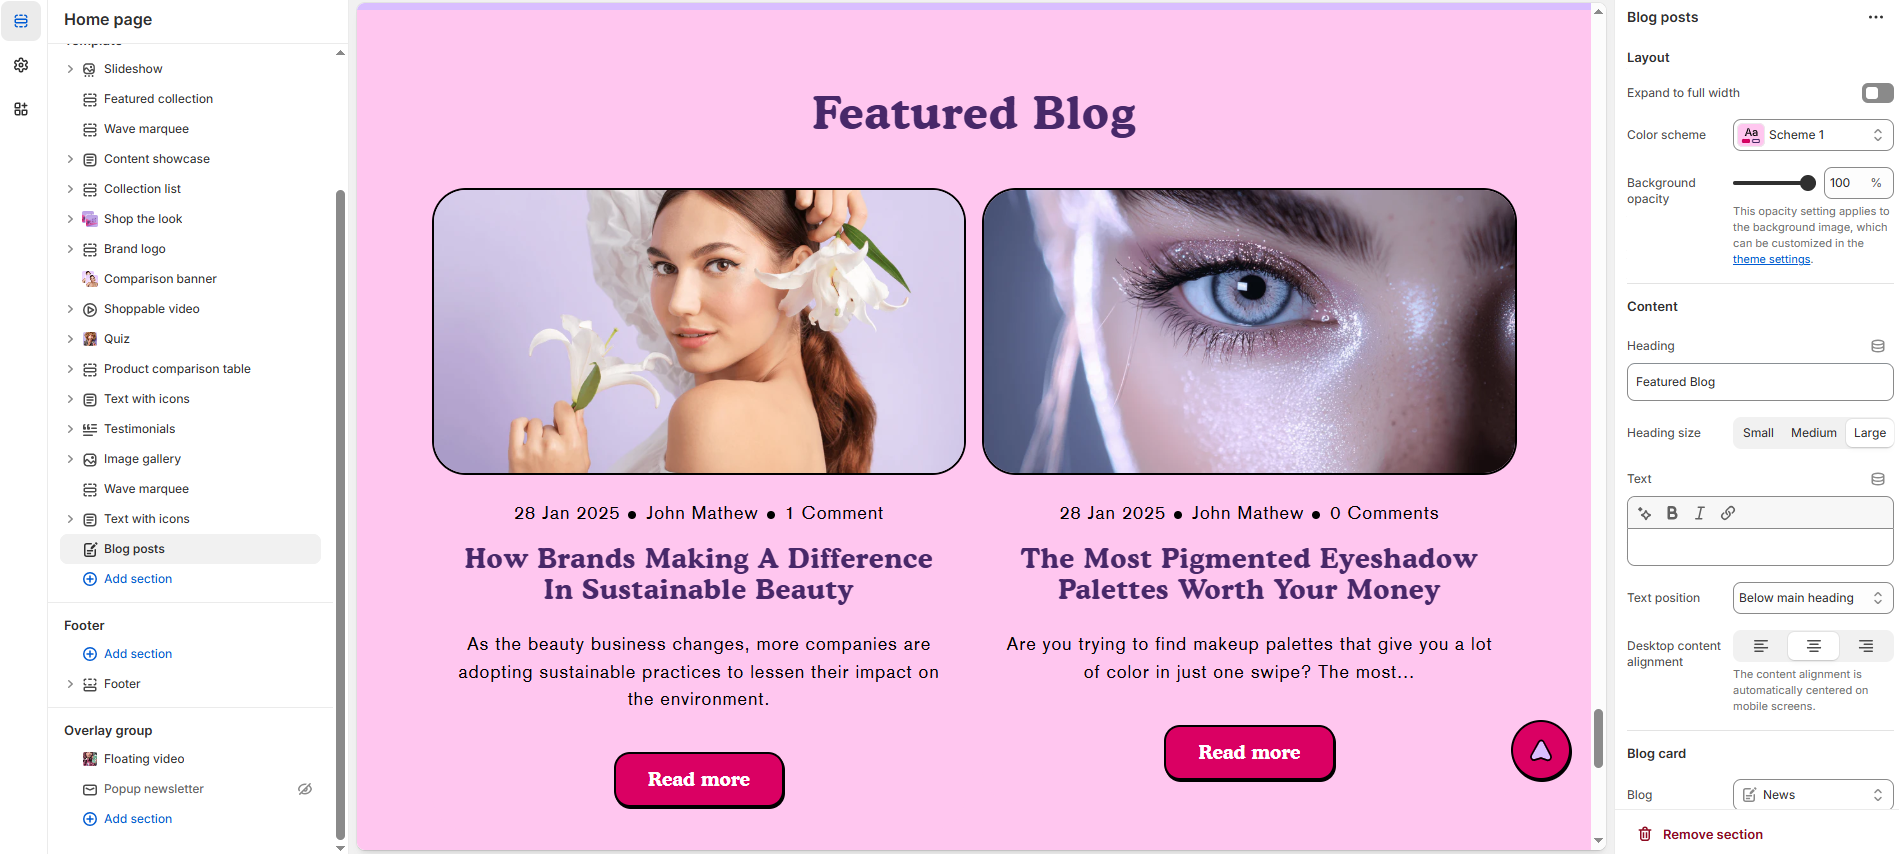 Home page
Template
Slideshow
Featured collection
Wave marquee
Content showcase
Collection list
Shop the look
Brand logo
Comparison banner
Shoppable video
Quiz
Product comparison table
Text with icons
Testimonials
Image gallery
Wave marquee
Text with icons
Blog posts
Add section
Footer
Add section
Footer
Overlay group
Floating video
Popup newsletter
Add section
Featured Blog
28 Jan 2025 ● John Mathew ● 1 Comment
How Brands Making A Difference
In Sustainable Beauty
As the beauty business changes, more companies are
adopting sustainable practices to lessen their impact on
the environment.
Read more
28 Jan 2025 ● John Mathew ● 0 Comments
The Most Pigmented Eyeshadow
Palettes Worth Your Money
Are you trying to find makeup palettes that give you a lot
of color in just one swipe? The most...
Read more
Blog posts
Layout
Expand to full width
Color scheme
Aa Scheme 1
Background
opacity
100 %
This opacity setting applies to
the background image, which
can be customized in the
theme settings.
Content
Heading
Featured Blog
Heading size
Small Medium Large
Text
B I
Text position
Below main heading
Desktop content
alignment
The content alignment is
automatically centered on
mobile screens.
Blog card
Blog
News
Remove section